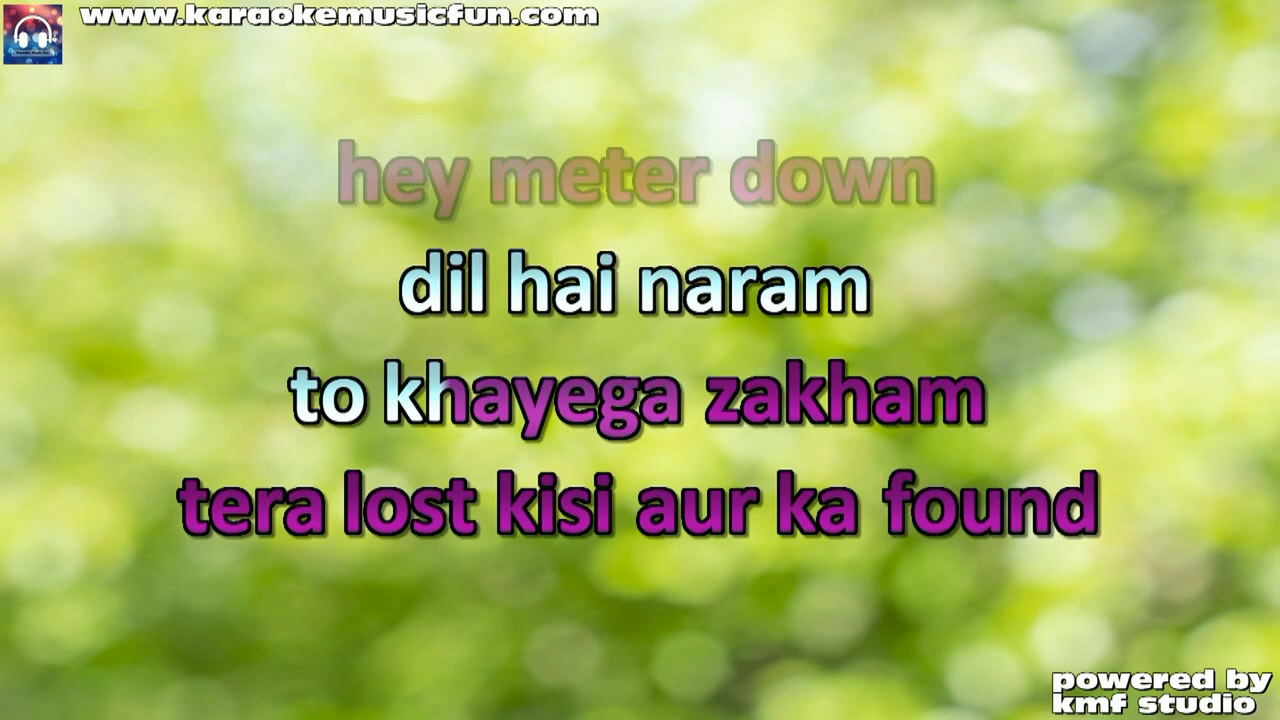 www.karaokemusicfun.com
hey meter down
dil hai naram
to khayega zakham
tera lost kisi aur ka found
powered by
kmf studio